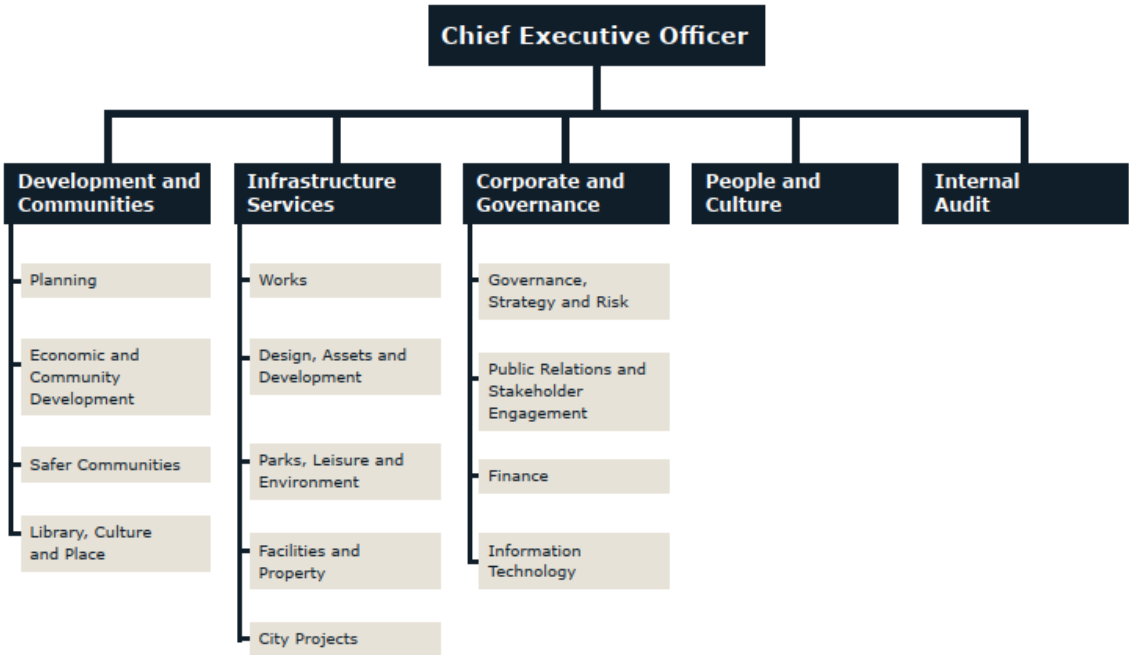 Chief Executive Officer
Development and
Communities
Infrastructure
Services
Corporate and
Governance
People and
Culture
Internal
Audit
Planning
Economic and
Community
Development
Safer Communities
Library, Culture
and Place
Works
Design, Assets and
Development
Parks, Leisure and
Environment
Facilities and
Property
City Projects
Governance,
Strategy and Risk
Public Relations and
Stakeholder
Engagement
Finance
Information
Technology